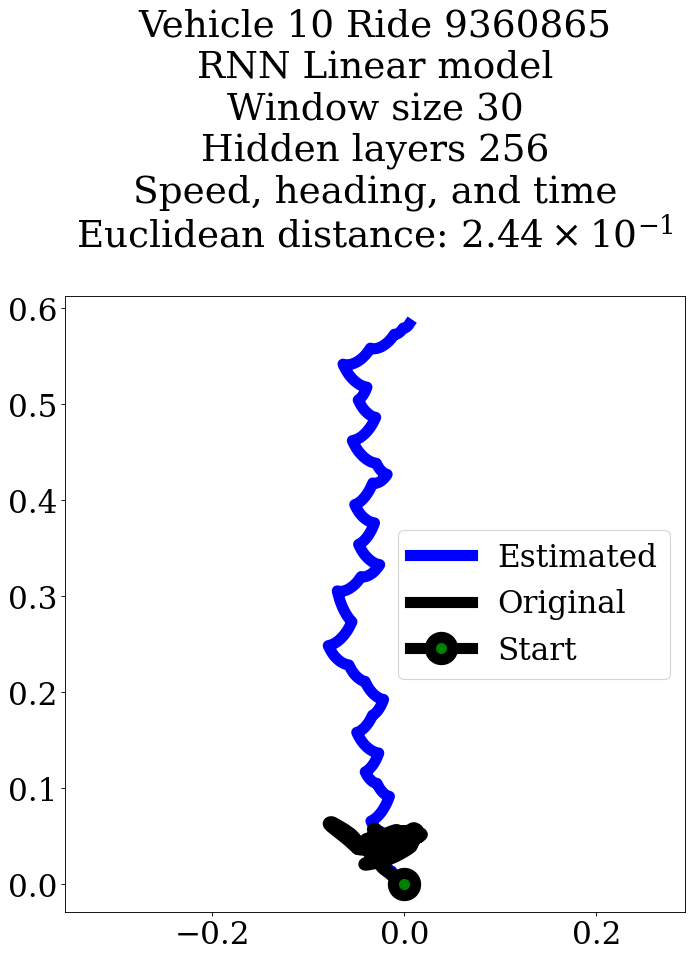 Vehicle 10 Ride 9360865
RNN Linear model
Window size 30
Hidden layers 256
Speed, heading, and time
Euclidean distance: 2.44 × 10⁻¹
0.6
0.5
0.4
0.3
0.2
0.1
0.0
Estimated
Original
Start
−0.2 0.0 0.2